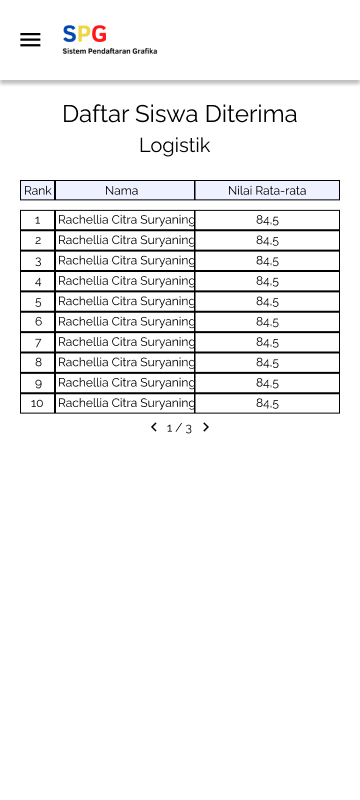 SPG
Sistem Pendaftaran Grafika
Daftar Siswa Diterima
Logistik
Rank Nama Nilai Rata-rata
1 Rachellia Citra Suryaning 84,5
2 Rachellia Citra Suryaning 84,5
3 Rachellia Citra Suryaning 84,5
4 Rachellia Citra Suryaning 84,5
5 Rachellia Citra Suryaning 84,5
6 Rachellia Citra Suryaning 84,5
7 Rachellia Citra Suryaning 84,5
8 Rachellia Citra Suryaning 84,5
9 Rachellia Citra Suryaning 84,5
10 Rachellia Citra Suryaning 84,5
1 / 3